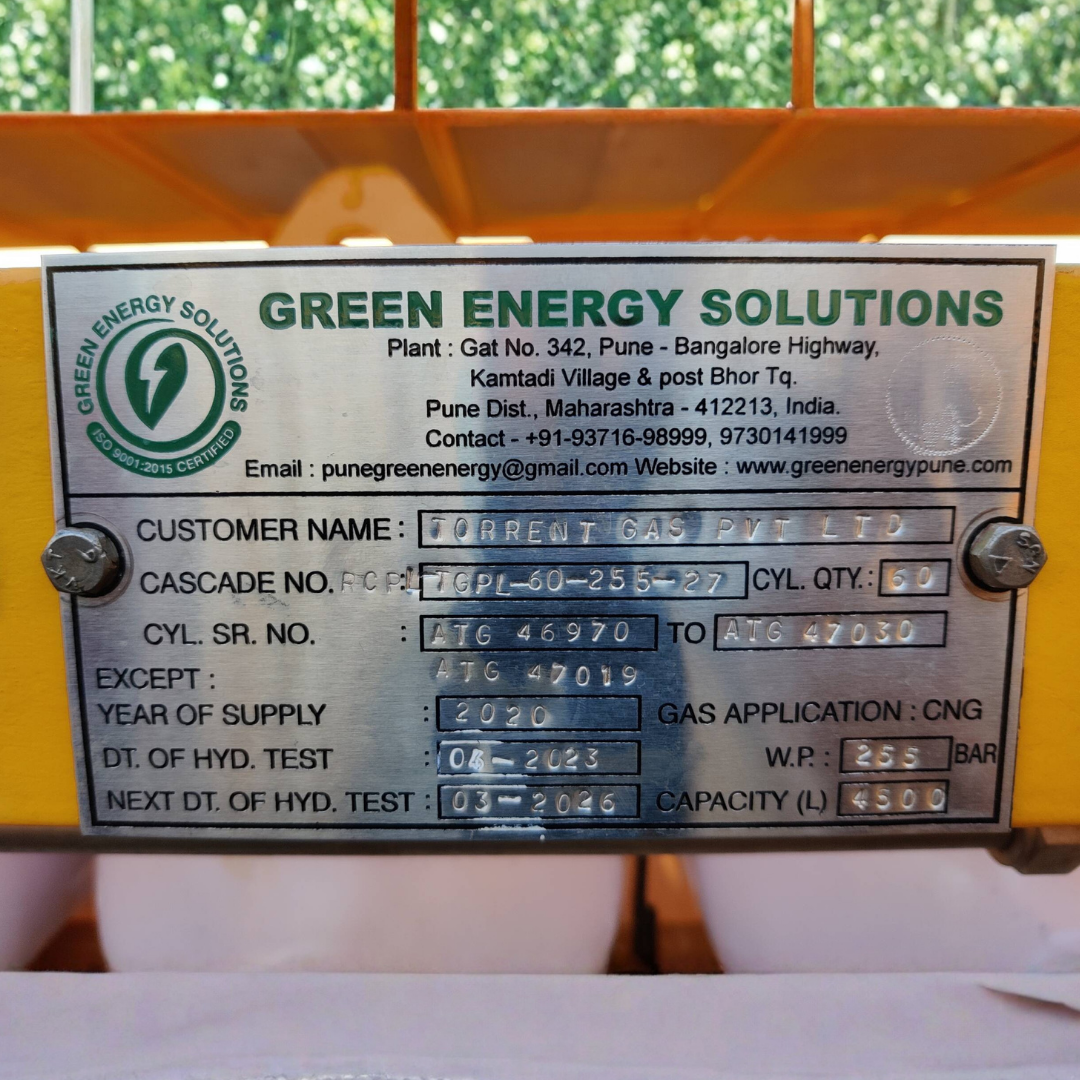 GREEN ENERGY SOLUTIONS
ISO 9001:2015 CERTIFIED
GREEN ENERGY SOLUTIONS
Plant : Gat No. 342, Pune - Bangalore Highway,
Kamtadi Village & post Bhor Tq.
Pune Dist., Maharashtra - 412213, India.
Contact - +91-93716-98999, 9730141999
Email : punegreenenergy@gmail.com Website : www.greenenergypune.com
CUSTOMER NAME : TORRENT GAS PVT LTD
CASCADE NO. PCPL : TGPL-60-255-27 CYL. QTY. : 60
CYL. SR. NO. : ATG 46970 TO ATG 47030
EXCEPT : ATG 47019
YEAR OF SUPPLY : 2020 GAS APPLICATION : CNG
DT. OF HYD. TEST : 04-2023 W.P. : 255 BAR
NEXT DT. OF HYD. TEST : 03-2026 CAPACITY (L) 4500